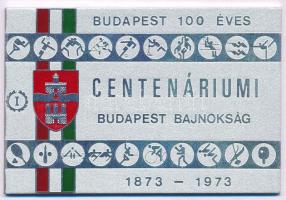 BUDAPEST 100 ÉVES
I
CENTENÁRIUMI
BUDAPEST BAJNOKSÁG
1873 - 1973